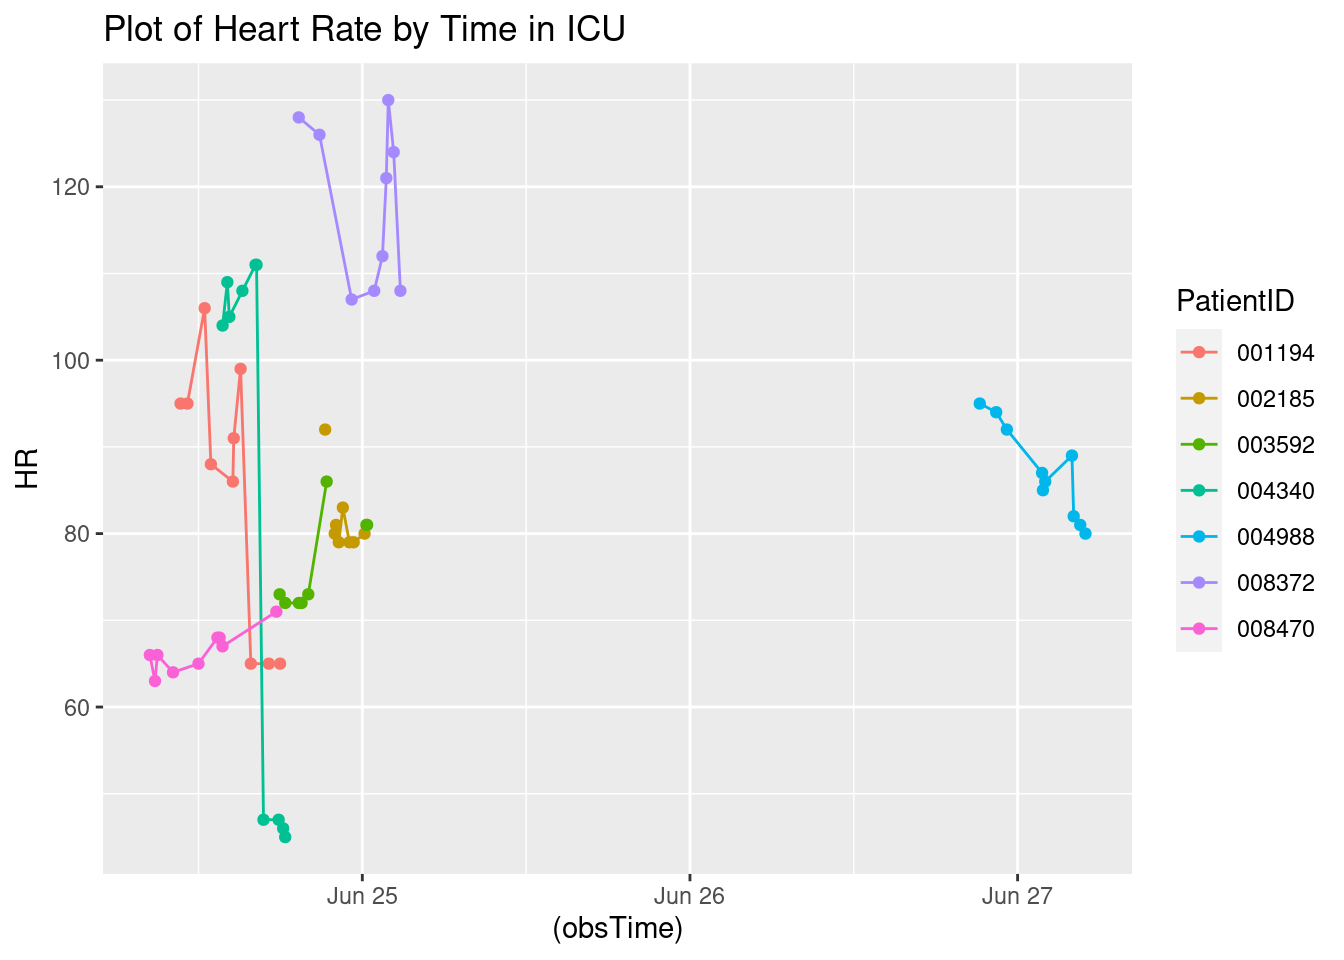 Plot of Heart Rate by Time in ICU
120
100
80
60
HR
Jun 25
Jun 26
Jun 27
(obsTime)
PatientID
001194
002185
003592
004340
004988
008372
008470